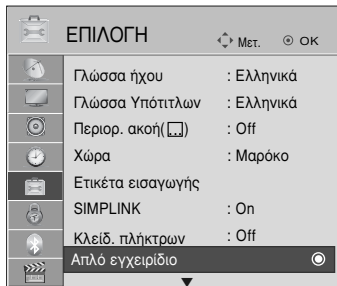 ΕΠΙΛΟΓΗ Μετ. OK
Γλώσσα ήχου : Ελληνικά
Γλώσσα Υπότιτλων : Ελληνικά
Περιορ. ακοή( ) : Off
Χώρα : Μαρόκο
Ετικέτα εισαγωγής
SIMPLINK : On
Κλείδ. πλήκτρων : Off
Απλό εγχειρίδιο